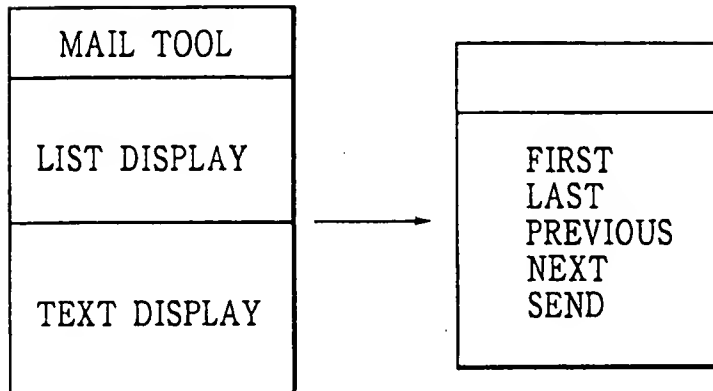 MAIL TOOL
LIST DISPLAY
TEXT DISPLAY
FIRST
LAST
PREVIOUS
NEXT
SEND